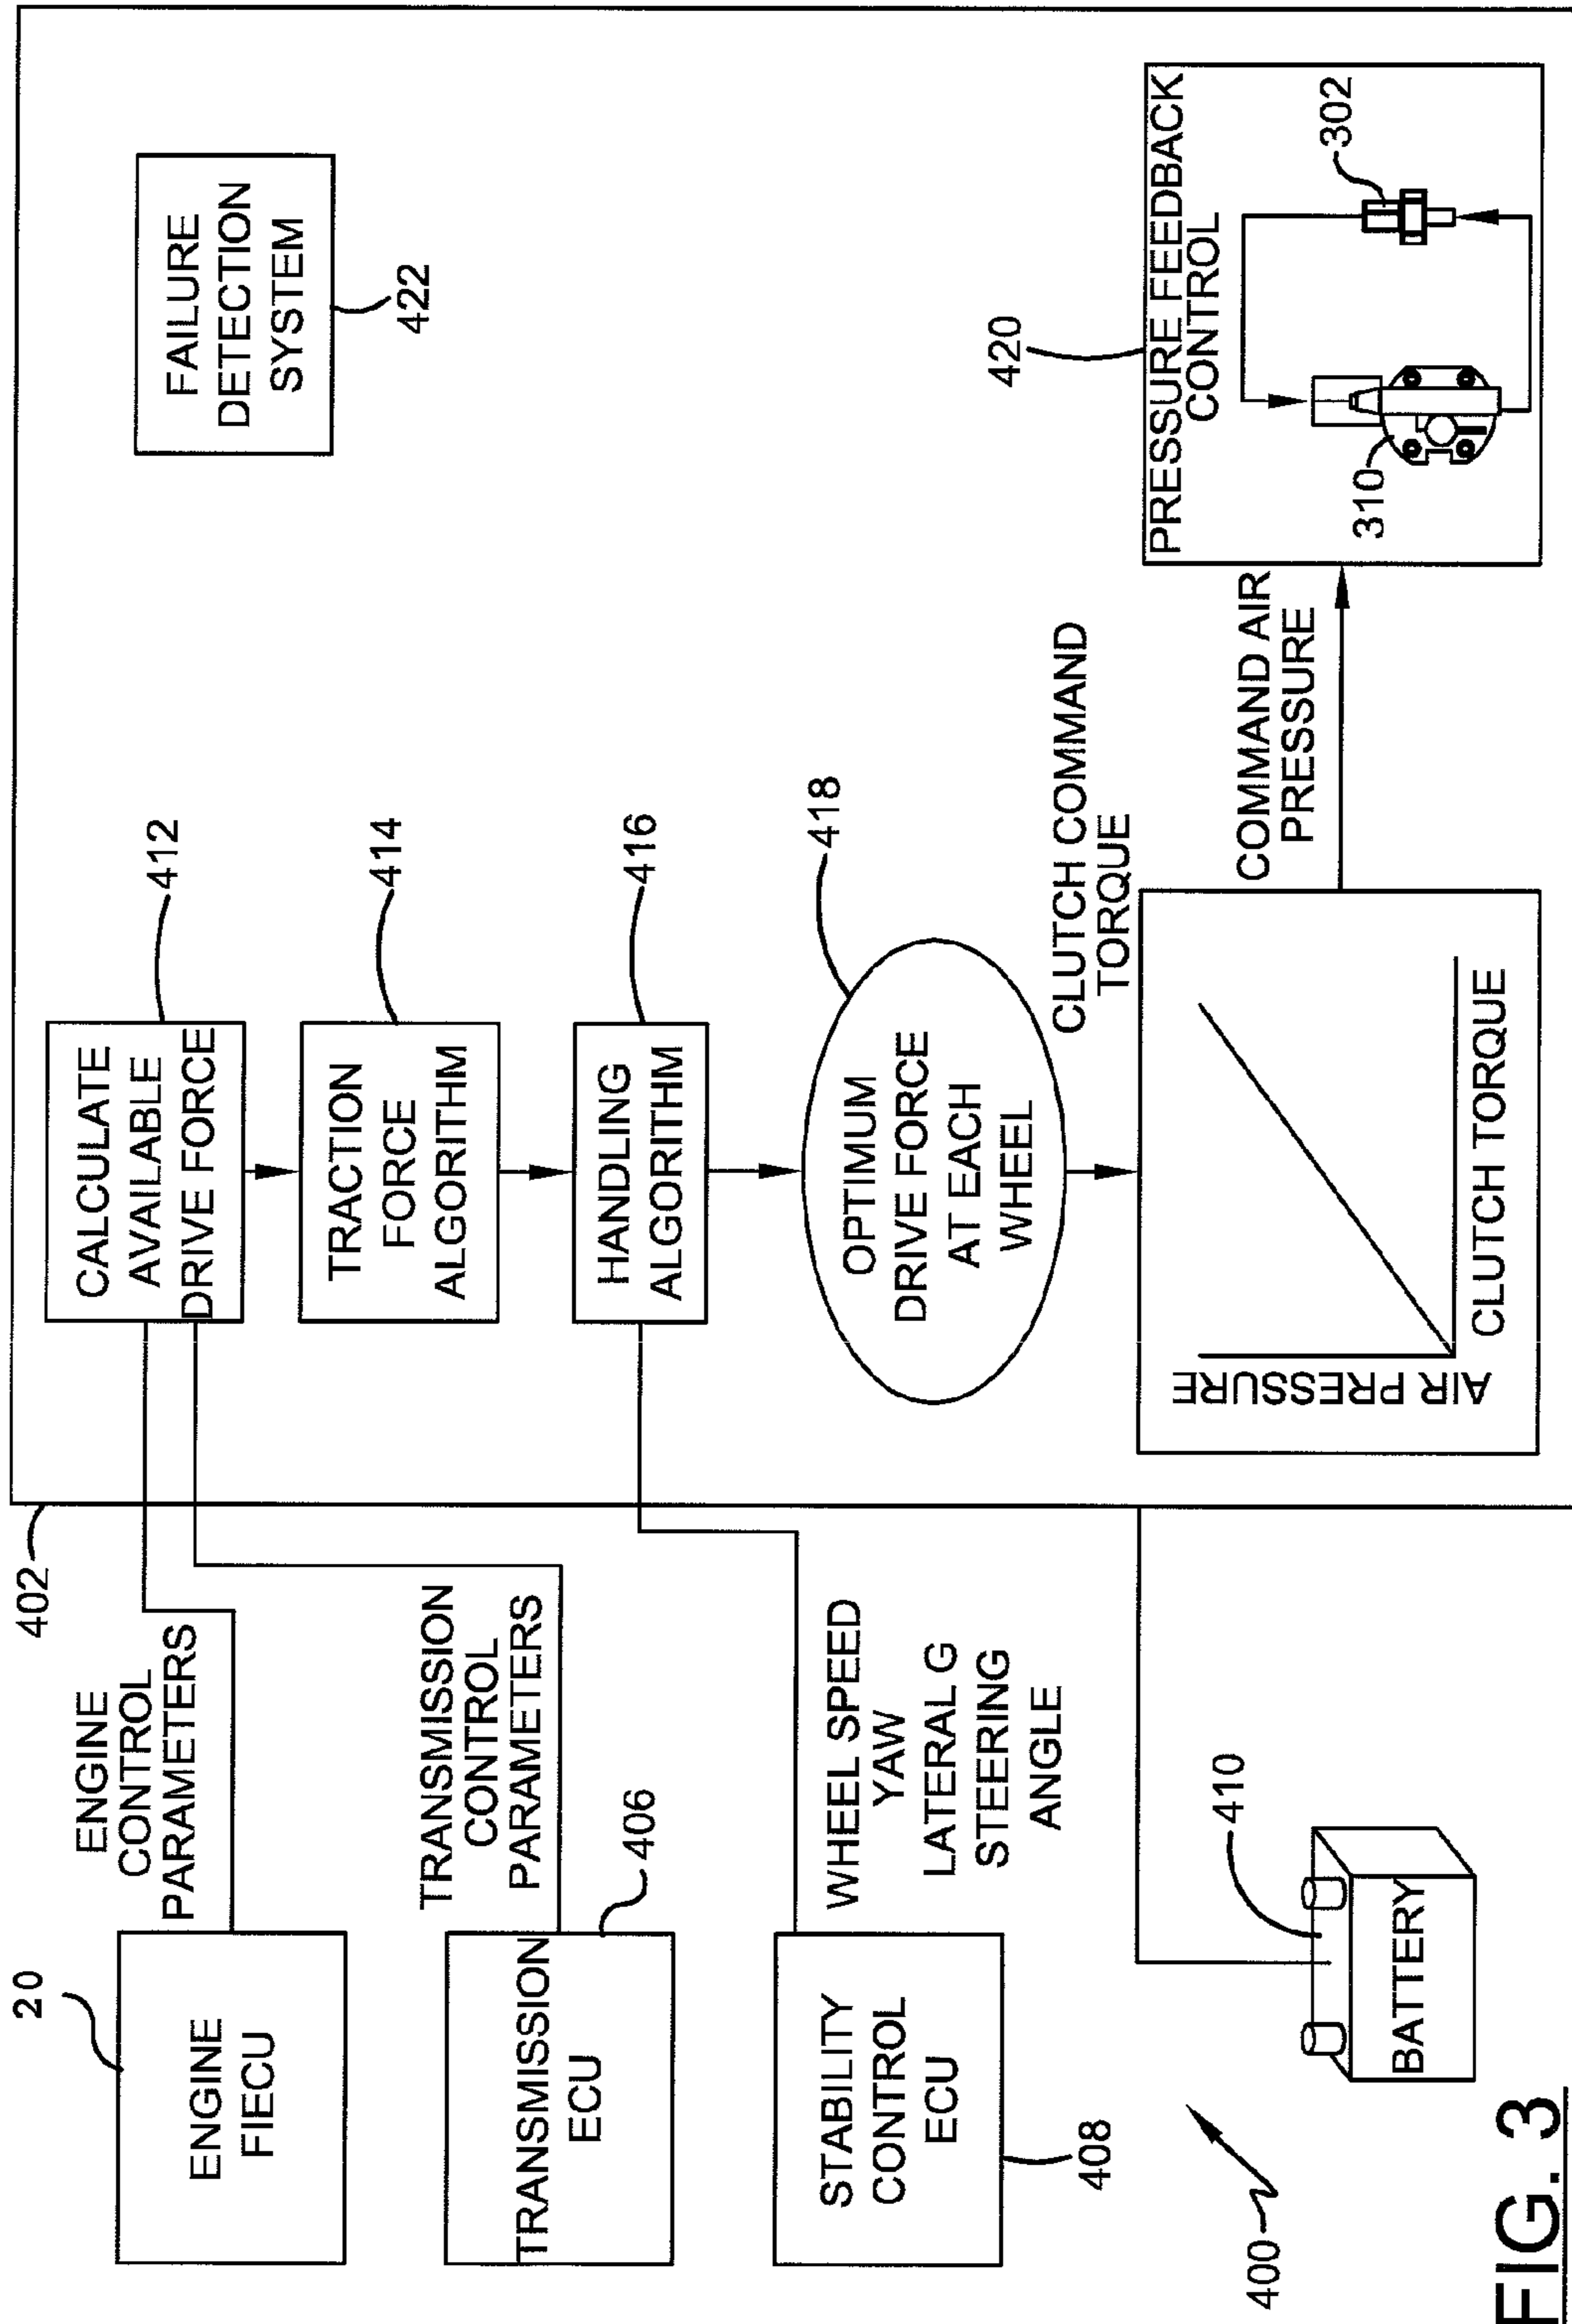 402
20
ENGINE
FIECU
ENGINE
CONTROL
PARAMETERS
TRANSMISSION
ECU
406
TRANSMISSION
CONTROL
PARAMETERS
STABILITY
CONTROL
ECU
408
WHEEL SPEED
YAW
LATERAL G
STEERING
ANGLE
400
BATTERY
410
CALCULATE
AVAILABLE
DRIVE FORCE
412
TRACTION
FORCE
ALGORITHM
414
HANDLING
ALGORITHM
416
OPTIMUM
DRIVE FORCE
AT EACH
WHEEL
418
CLUTCH COMMAND
TORQUE
AIR PRESSURE
CLUTCH TORQUE
COMMAND AIR
PRESSURE
FAILURE
DETECTION
SYSTEM
422
420
PRESSURE FEEDBACK
CONTROL
310
302
FIG. 3